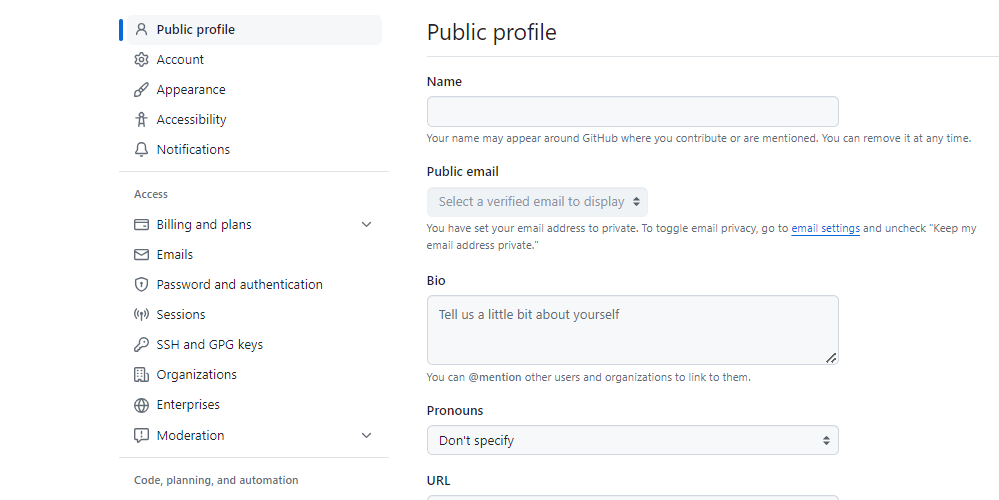 Public profile
Account
Appearance
Accessibility
Notifications
Access
Billing and plans
Emails
Password and authentication
Sessions
SSH and GPG keys
Organizations
Enterprises
Moderation
Code, planning, and automation
Public profile
Name
Your name may appear around GitHub where you contribute or are mentioned. You can remove it at any time.
Public email
Select a verified email to display
You have set your email address to private. To toggle email privacy, go to email settings and uncheck "Keep my
email address private."
Bio
Tell us a little bit about yourself
You can @mention other users and organizations to link to them.
Pronouns
Don't specify
URL